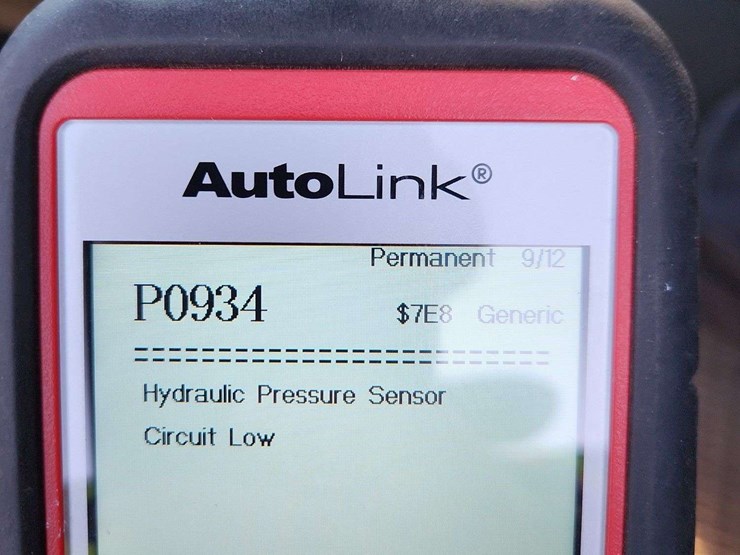 AutoLink®
Permanent 9/12
P0934 $7E8 Generic
==============================
Hydraulic Pressure Sensor
Circuit Low